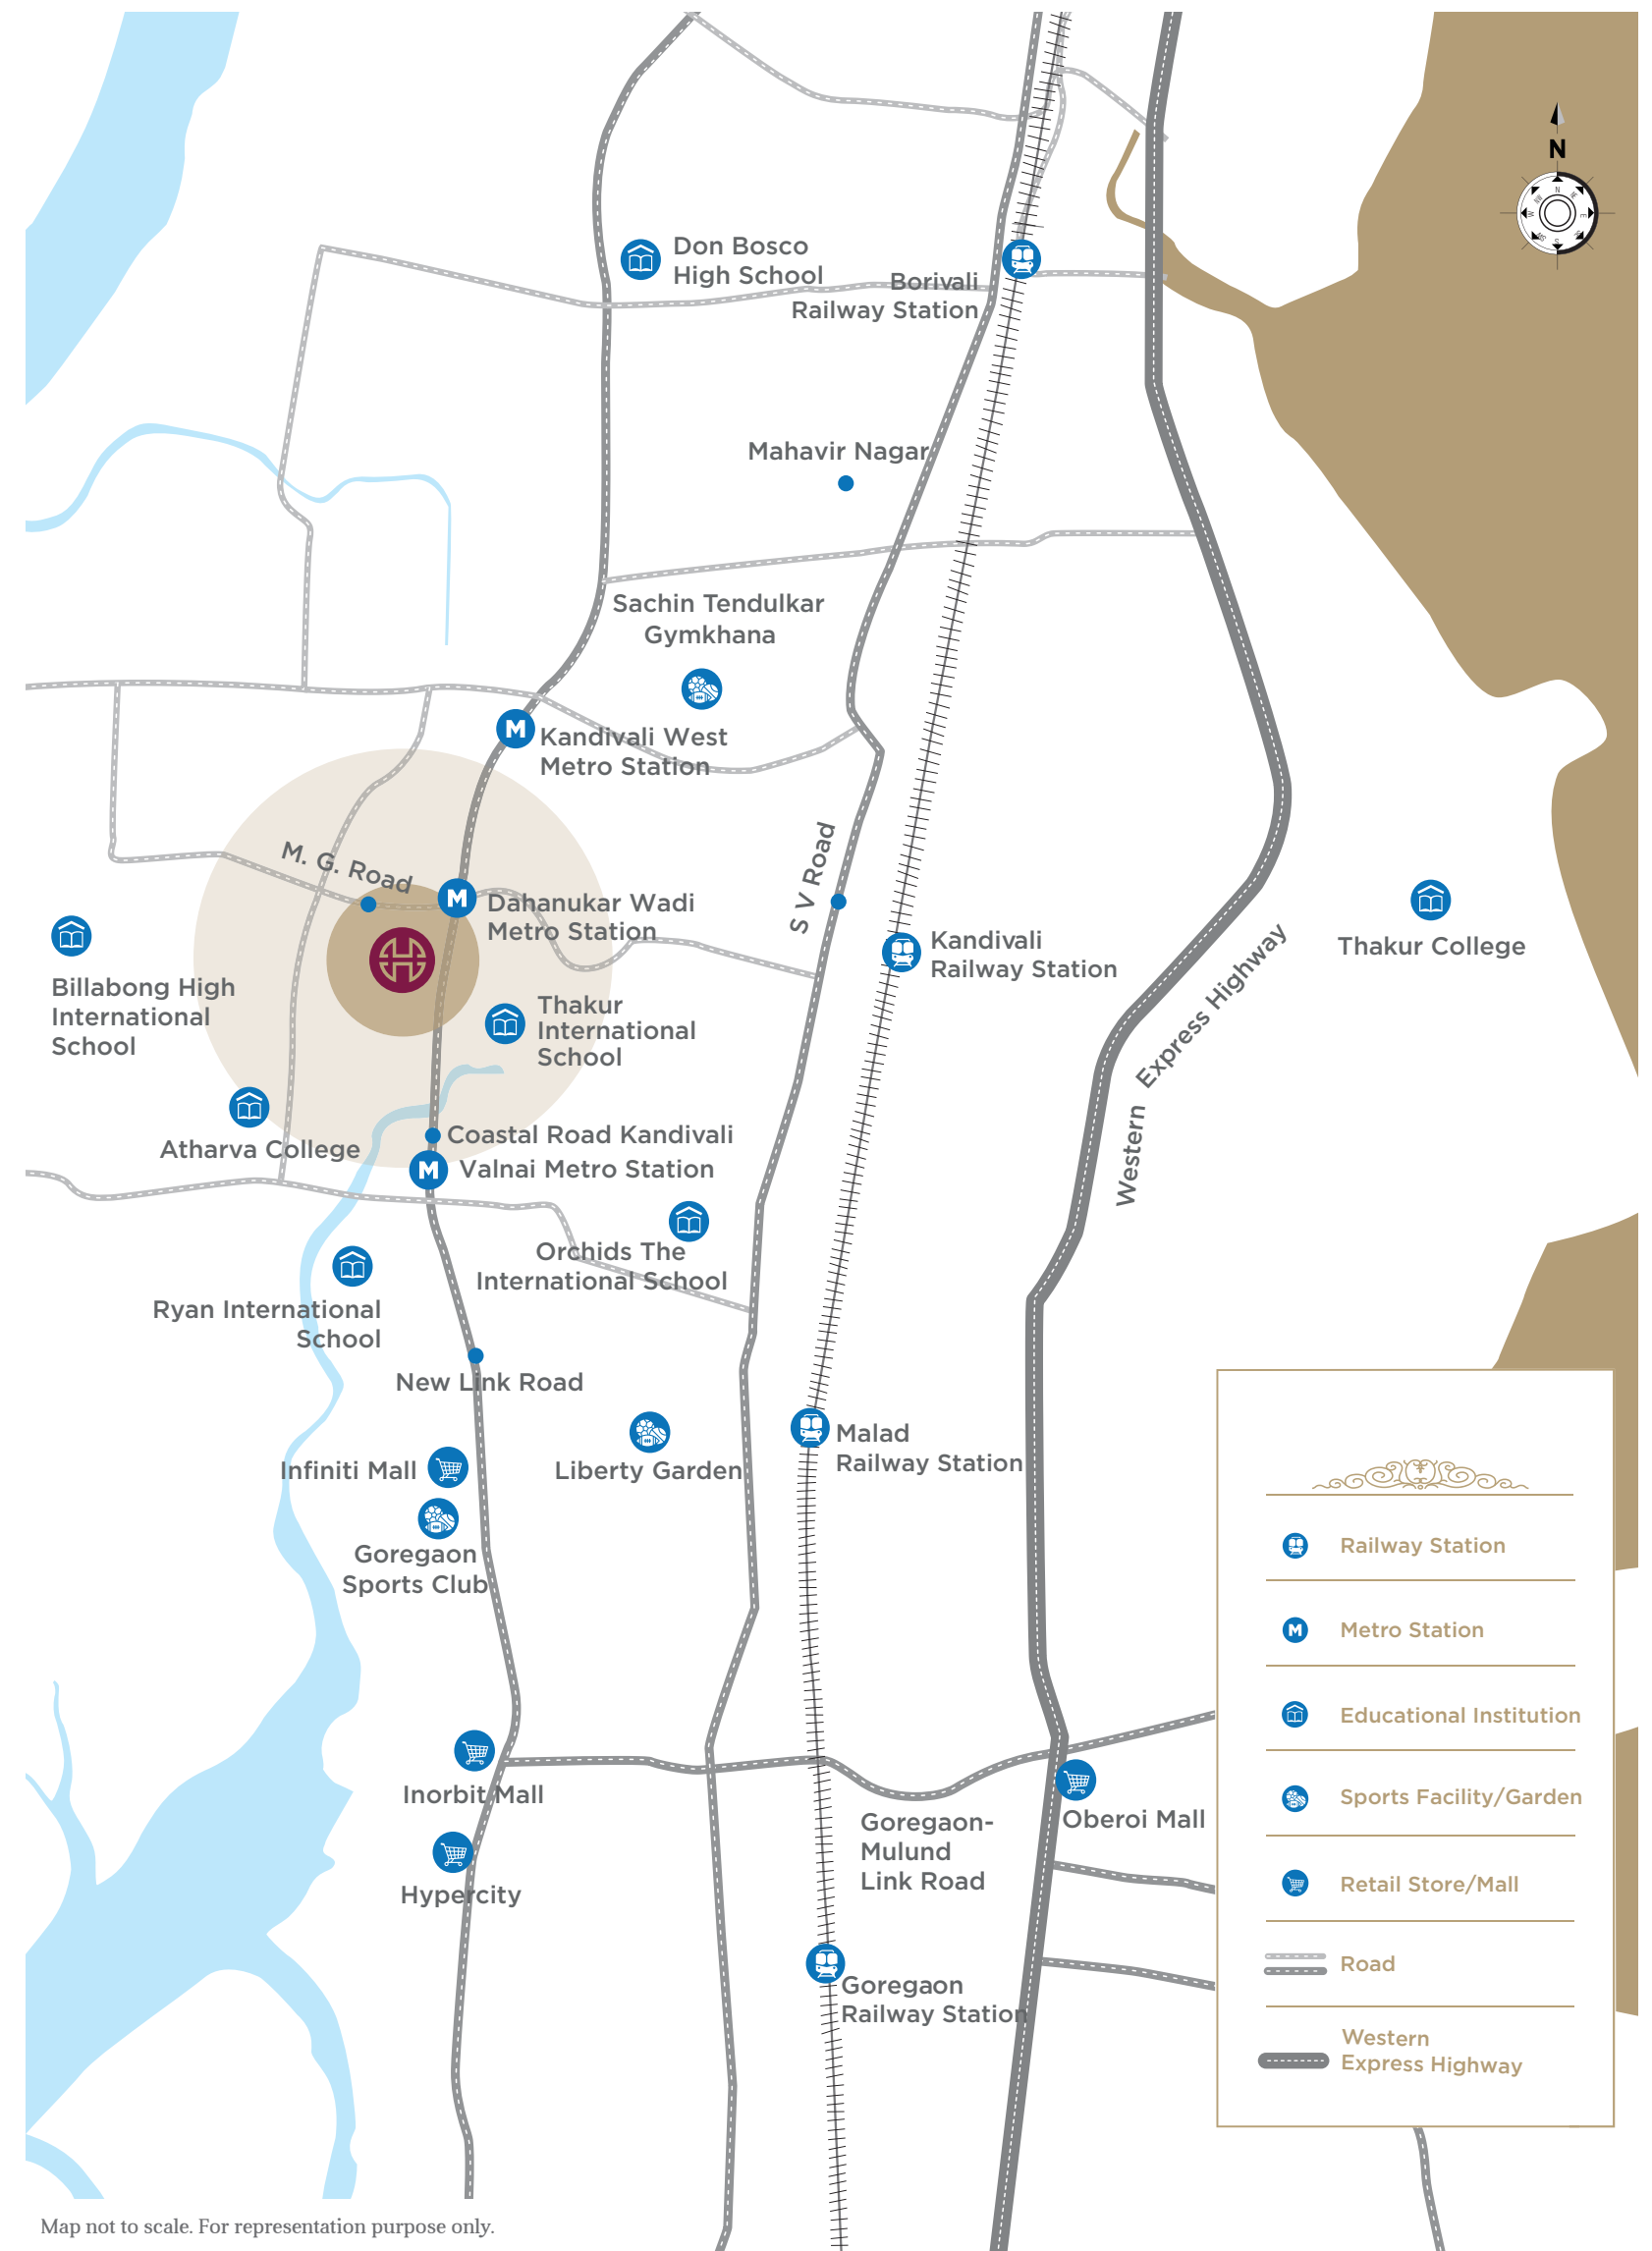 N
Don Bosco
High School
Borivali
Railway Station
Mahavir Nagar
Sachin Tendulkar
Gymkhana
M
Kandivali West
Metro Station
M. G. Road
M
Dahanukar Wadi
Metro Station
S V Road
Kandivali
Railway Station
Western Express Highway
Thakur College
Billabong High
International
School
Thakur
International
School
Atharva College
Coastal Road Kandivali
M
Valnai Metro Station
Orchids The
International School
Ryan International
School
New Link Road
Infiniti Mall
Liberty Garden
Malad
Railway Station
Goregaon
Sports Club
Inorbit Mall
Goregaon-
Mulund
Link Road
Oberoi Mall
Hypercity
Goregaon
Railway Station
Railway Station
M
Metro Station
Educational Institution
Sports Facility/Garden
Retail Store/Mall
Road
Western
Express Highway
Map not to scale. For representation purpose only.